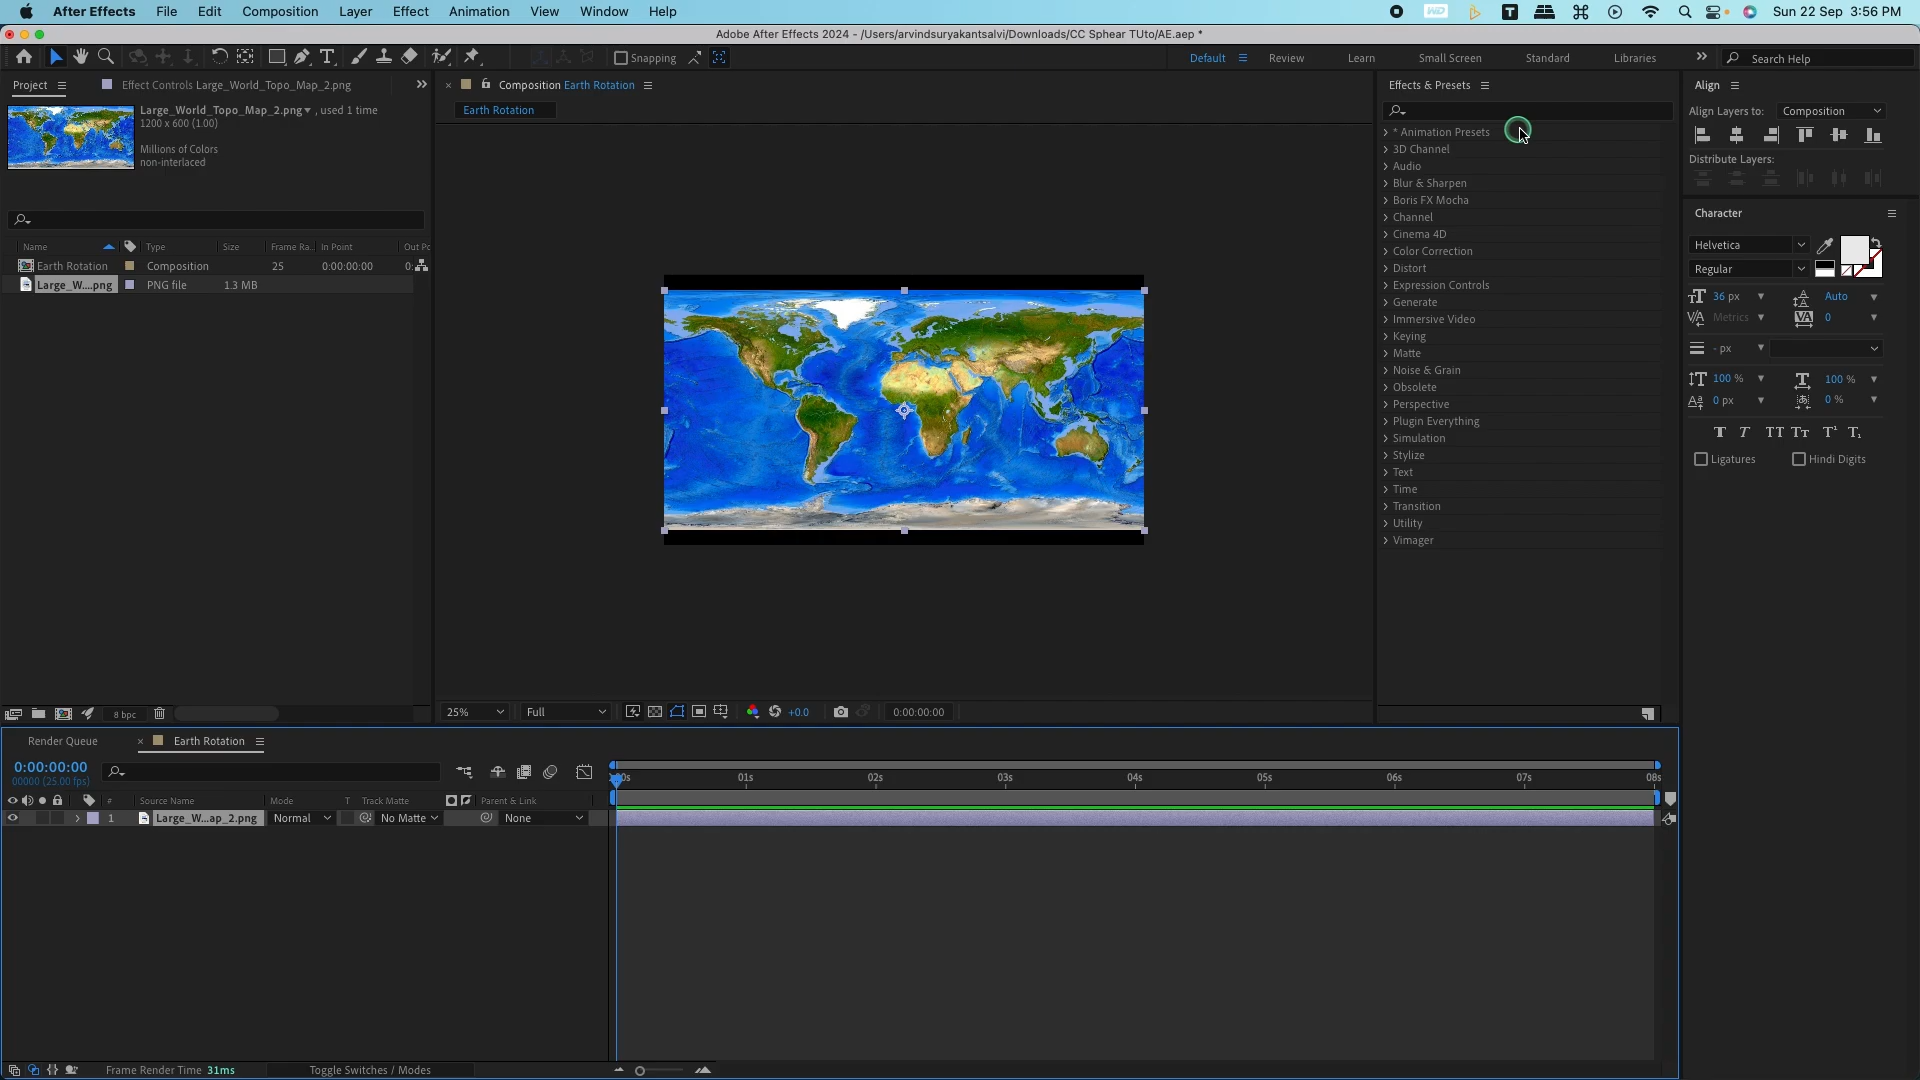 After Effects File Edit Composition Layer Effect Animation View Window Help
Sun 22 Sep 3:56 PM
Adobe After Effects 2024 - /Users/arvindsuryakantsalvi/Downloads/CC Sphear TUto/AE.aep *
Snapping
Default Review Learn Small Screen Standard Libraries
Search Help
Project
Effect Controls Large_World_Topo_Map_2.png
Large_World_Topo_Map_2.png , used 1 time
1200 x 600 (1.00)
Millions of Colors
non-interlaced
Name Type Size Frame Ra... In Point Out Po
Earth Rotation Composition 25 0:00:00:00 0:
Large_W....png PNG file 1.3 MB
8 bpc
Composition Earth Rotation
Earth Rotation
25% Full +0.0 0:00:00:00
Effects & Presets
* Animation Presets
3D Channel
Audio
Blur & Sharpen
Boris FX Mocha
Channel
Cinema 4D
Color Correction
Distort
Expression Controls
Generate
Immersive Video
Keying
Matte
Noise & Grain
Obsolete
Perspective
Plugin Everything
Simulation
Stylize
Text
Time
Transition
Utility
Vimager
Align
Align Layers to: Composition
Distribute Layers:
Character
Helvetica
Regular
36 px Auto
Metrics 0
- px
100 % 100 %
0 px 0 %
Ligatures Hindi Digits
Render Queue Earth Rotation
0:00:00:00
00000 (25.00 fps)
# Source Name Mode T Track Matte Parent & Link
1 Large_W...ap_2.png Normal No Matte None
01s 02s 03s 04s 05s 06s 07s 08s
Frame Render Time 31ms Toggle Switches / Modes